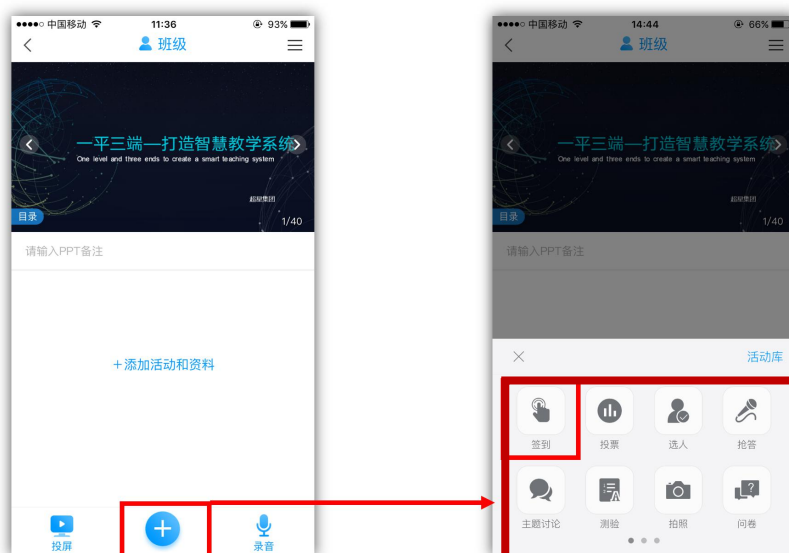 中国移动
11:36
93%
班级
一平三端—打造智慧教学系统
One level and three ends to create a smart teaching system
超星集团
目录
1/40
请输入PPT备注
+添加活动和资料
投屏
录音
中国移动
14:44
66%
班级
一平三端—打造智慧教学系统
One level and three ends to create a smart teaching system
超星集团
目录
1/40
请输入PPT备注
活动库
签到
投票
选人
抢答
主题讨论
测验
拍照
问卷